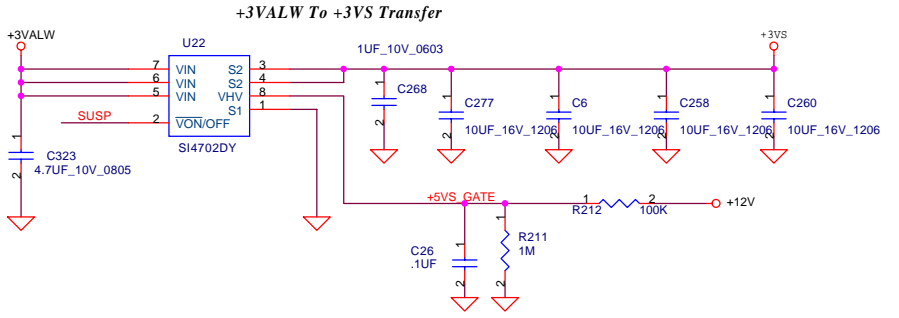 +3VALW To +3VS Transfer
+3VALW
U22
1UF_10V_0603
+3VS
7 VIN S2 3
6 VIN S2 4
5 VIN VHV 8
S1 1
SUSP 2 VON/OFF
SI4702DY
1 C268 2
1 C277 2 10UF_16V_1206
1 C6 2 10UF_16V_1206
1 C258 2 10UF_16V_1206
1 C260 2 10UF_16V_1206
1 C323 2
4.7UF_10V_0805
+5VS_GATE
1 2
R212 100K
+12V
1 C26 2
.1UF
1 R211 2
1M